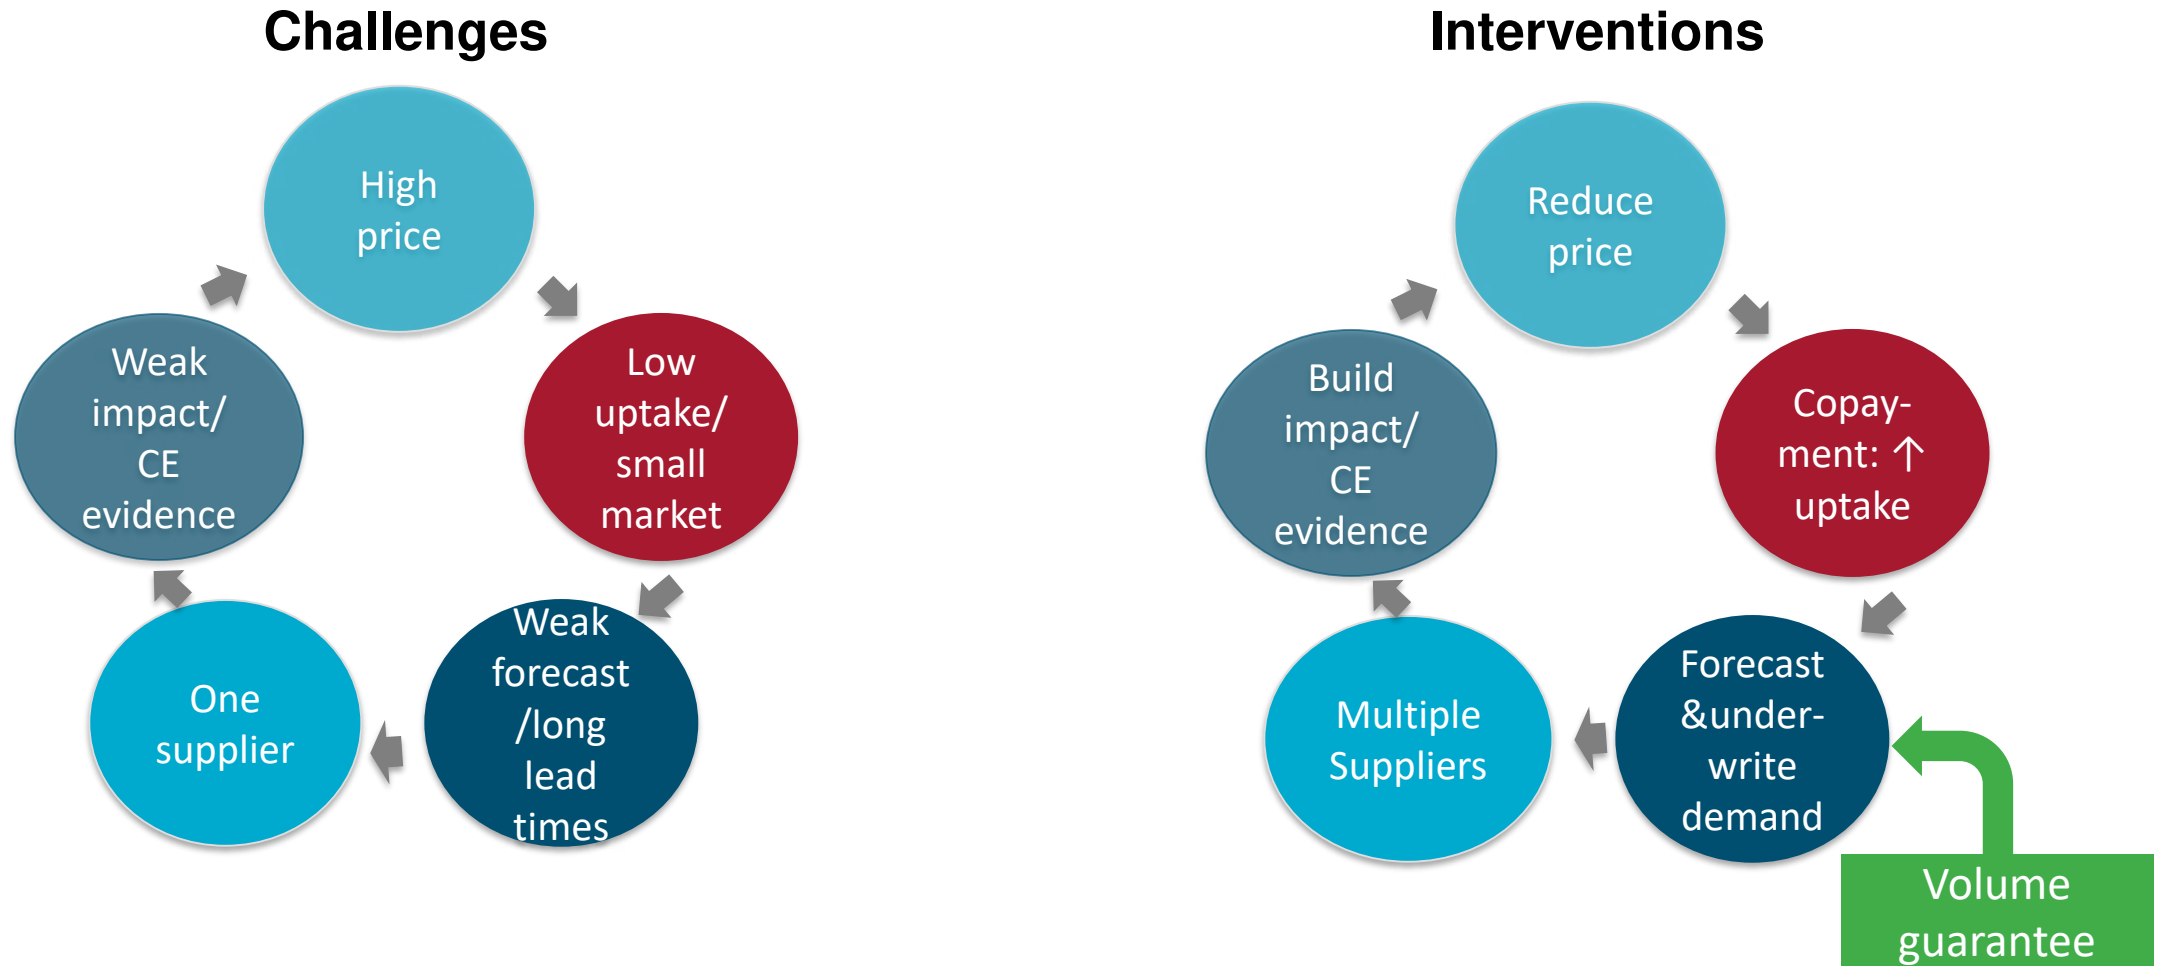 Challenges
High
price
Low
uptake/
small
market
Weak
forecast
/long
lead
times
One
supplier
Weak
impact/
CE
evidence
Interventions
Reduce
price
Copay-
ment: ↑
uptake
Forecast
&under-
write
demand
Multiple
Suppliers
Build
impact/
CE
evidence
Volume
guarantee